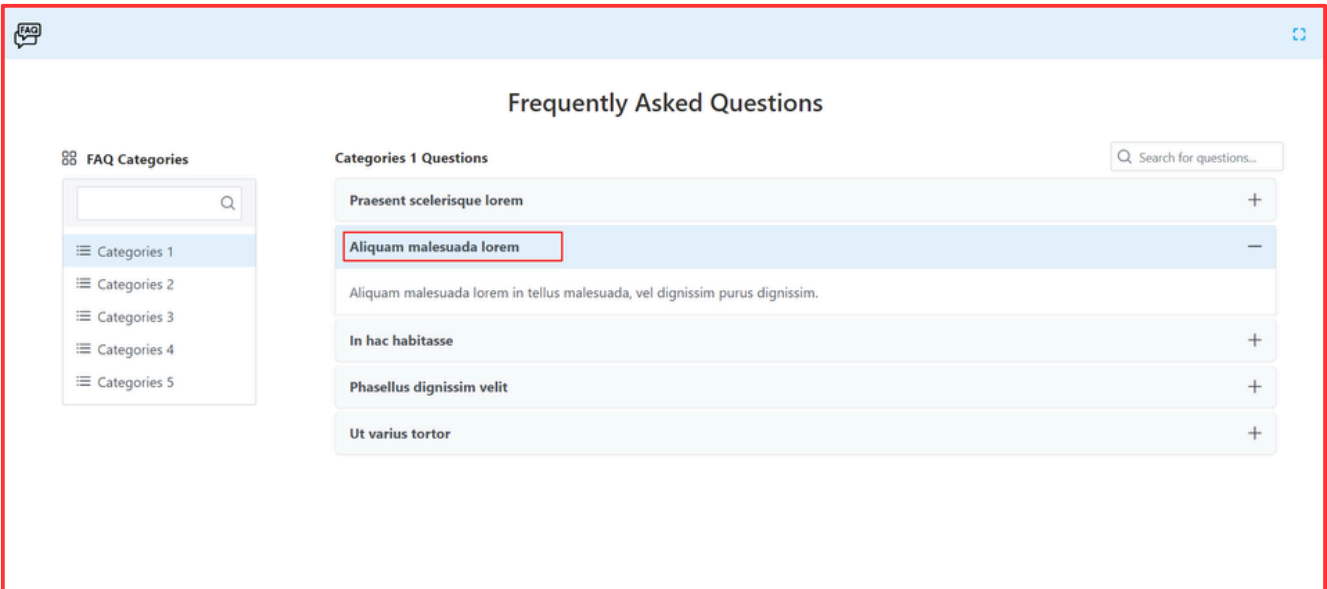 FAQ
Frequently Asked Questions
FAQ Categories
Categories 1
Categories 2
Categories 3
Categories 4
Categories 5
Categories 1 Questions
Search for questions...
Praesent scelerisque lorem
Aliquam malesuada lorem
Aliquam malesuada lorem in tellus malesuada, vel dignissim purus dignissim.
In hac habitasse
Phasellus dignissim velit
Ut varius tortor